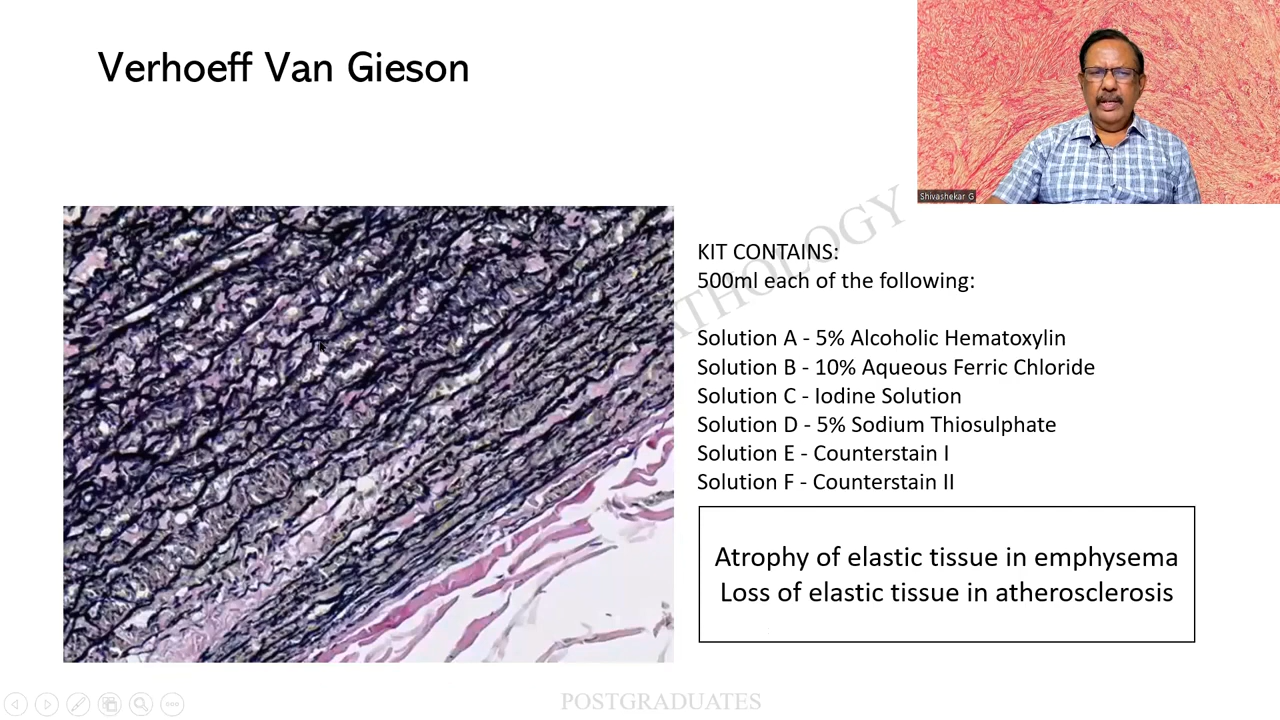 Verhoeff Van Gieson
Shivashekar G
KIT CONTAINS:
500ml each of the following:
Solution A - 5% Alcoholic Hematoxylin
Solution B - 10% Aqueous Ferric Chloride
Solution C - Iodine Solution
Solution D - 5% Sodium Thiosulphate
Solution E - Counterstain I
Solution F - Counterstain II
Atrophy of elastic tissue in emphysema
Loss of elastic tissue in atherosclerosis
POSTGRADUATES